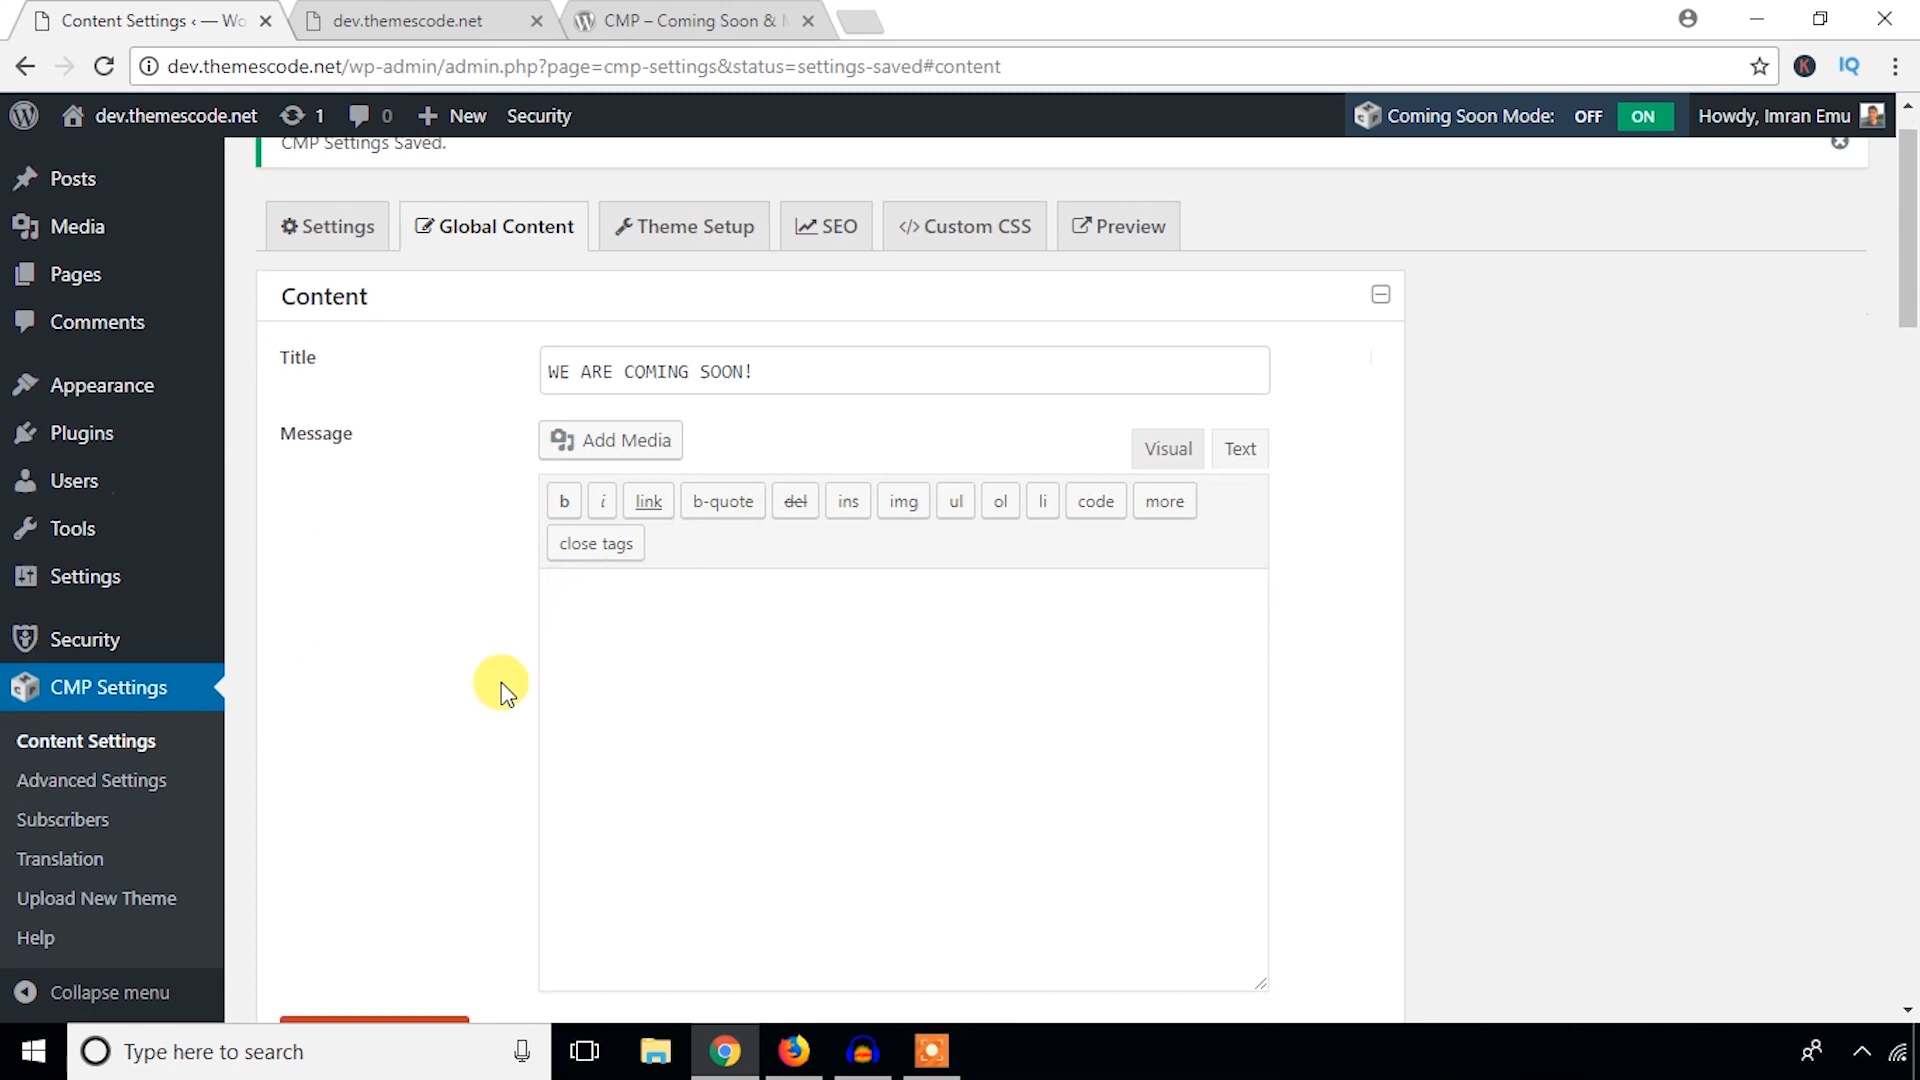 Content Settings ‹ — Wo
dev.themescode.net
CMP – Coming Soon & M
dev.themescode.net/wp-admin/admin.php?page=cmp-settings&status=settings-saved#content
IQ
dev.themescode.net
1
0
New
Security
Coming Soon Mode:
OFF
ON
Howdy, Imran Emu
CMP Settings Saved.
Posts
Media
Pages
Comments
Appearance
Plugins
Users
Tools
Settings
Security
CMP Settings
Content Settings
Advanced Settings
Subscribers
Translation
Upload New Theme
Help
Collapse menu
Settings
Global Content
Theme Setup
SEO
</> Custom CSS
Preview
Content
Title
WE ARE COMING SOON!
Message
Add Media
Visual
Text
b
i
link
b-quote
del
ins
img
ul
ol
li
code
more
close tags
Type here to search